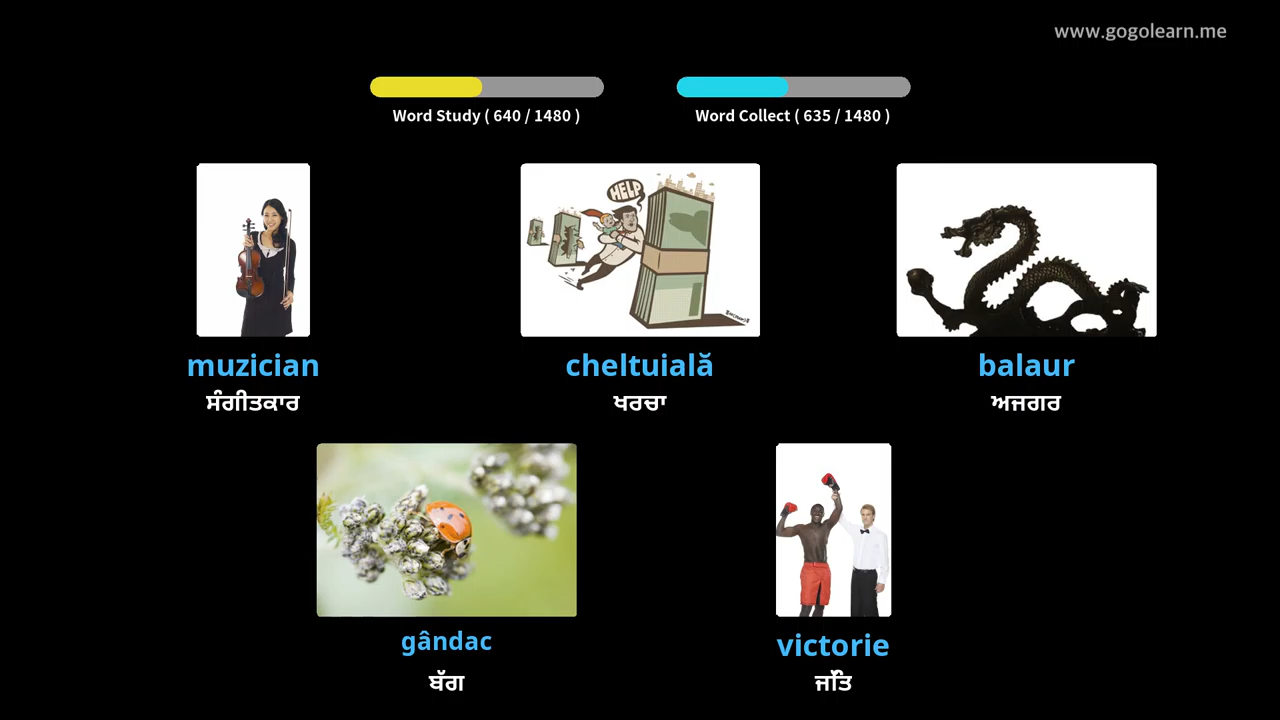 www.gogolearn.me
Word Study ( 640 / 1480 )
Word Collect ( 635 / 1480 )
HELP
muzician
cheltuială
balaur
ਸੰਗੀਤਕਾਰ
ਖਰਚਾ
ਅਜਗਰ
gândac
victorie
ਬੱਗ
ਜਿੱਤ